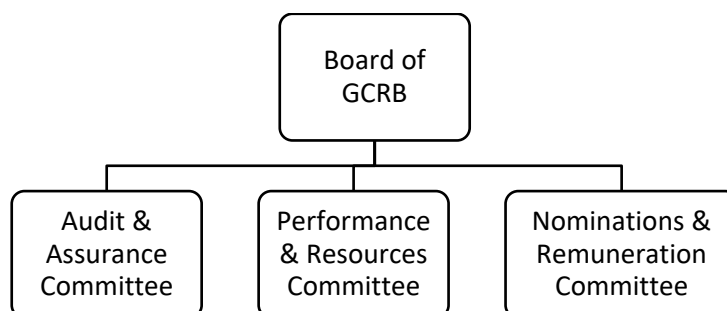 Board of
GCRB
Audit &
Assurance
Committee
Performance
& Resources
Committee
Nominations &
Remuneration
Committee